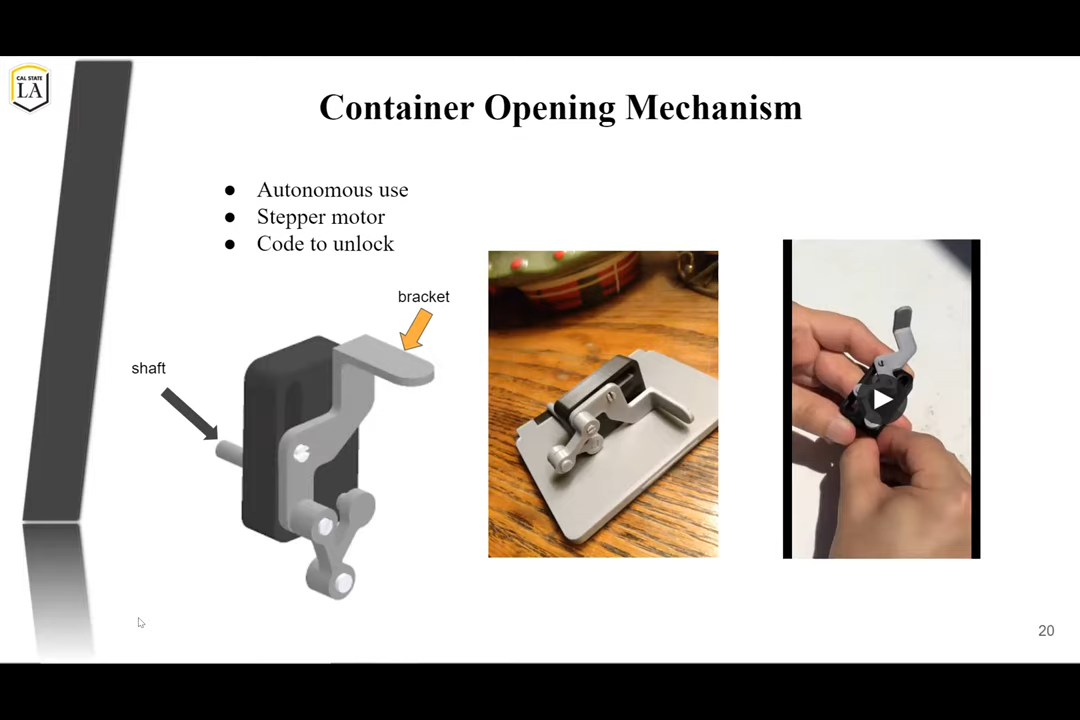 CAL STATE
LA
Container Opening Mechanism
● Autonomous use
● Stepper motor
● Code to unlock
bracket
shaft
20